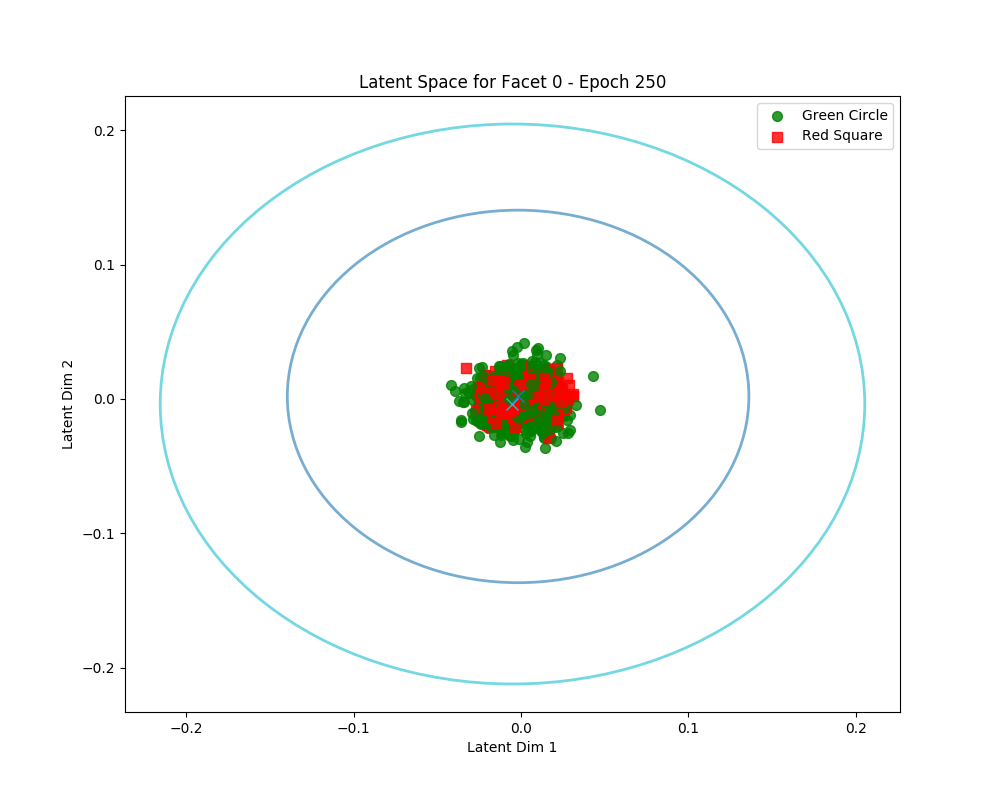 Latent Space for Facet 0 - Epoch 250
Green Circle
Red Square
0.2
0.1
0.0
−0.1
−0.2
Latent Dim 2
−0.2
−0.1
0.0
0.1
0.2
Latent Dim 1